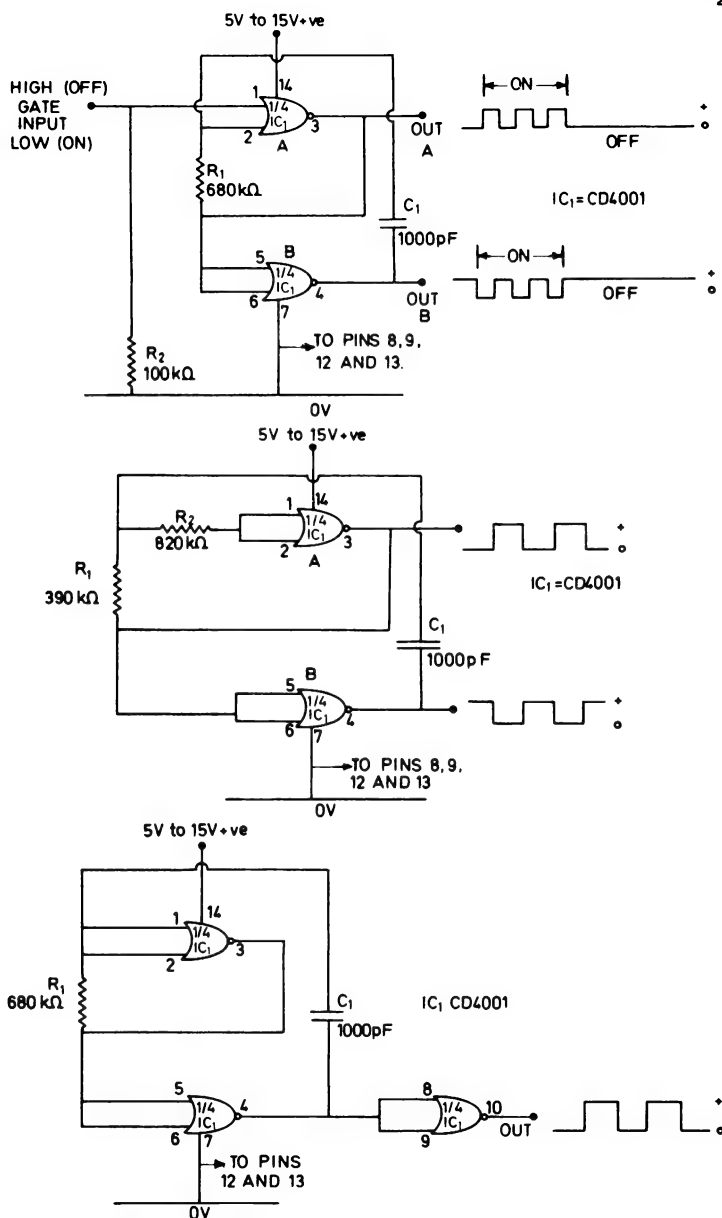 2
5V to 15V+ve
HIGH (OFF)
GATE
INPUT
LOW (ON)
1
14
1/4
IC1
2
A
3
OUT
A
ON
+
o
OFF
R1
680kΩ
C1
1000pF
IC1=CD4001
B
5
1/4
IC1
6
7
4
OUT
B
ON
OFF
+
o
TO PINS 8,9,
12 AND 13.
R2
100kΩ
0V
5V to 15V+ve
1
14
1/4
IC1
2
A
3
R2
820kΩ
+
o
R1
390kΩ
IC1=CD4001
C1
1000pF
B
5
1/4
IC1
6
7
4
+
o
TO PINS 8,9,
12 AND 13
0V
5V to 15V+ve
1
14
1/4
IC1
2
3
R1
680kΩ
C1
1000pF
IC1 CD4001
5
1/4
IC1
6
7
4
8
1/4
IC1
9
10
OUT
+
o
TO PINS
12 AND 13
0V